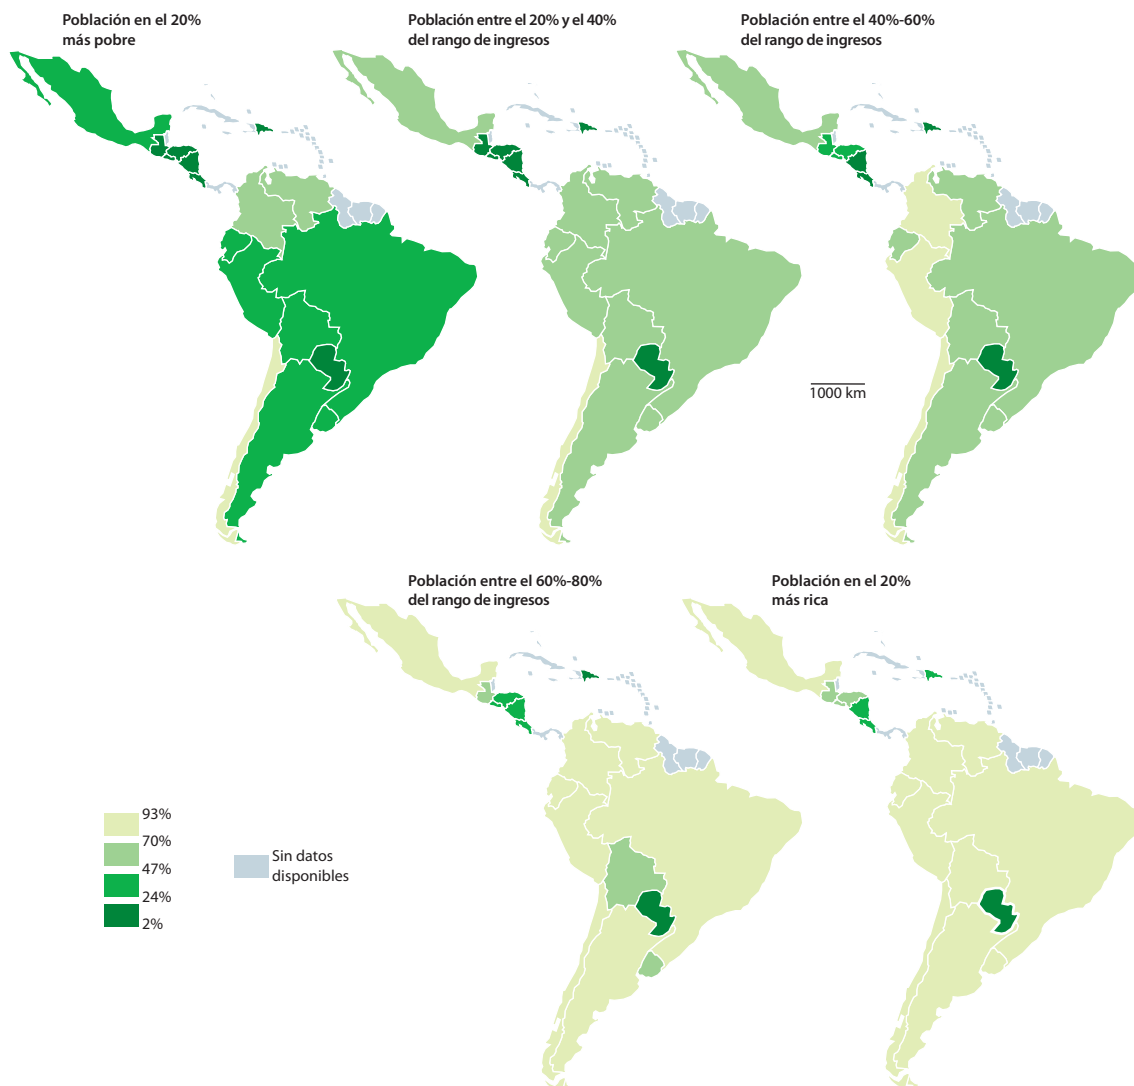 Población en el 20%
más pobre
Población entre el 20% y el 40%
del rango de ingresos
Población entre el 40%-60%
del rango de ingresos
1000 km
Población entre el 60%-80%
del rango de ingresos
Población en el 20%
más rica
93%
70%
47%
24%
2%
Sin datos
disponibles